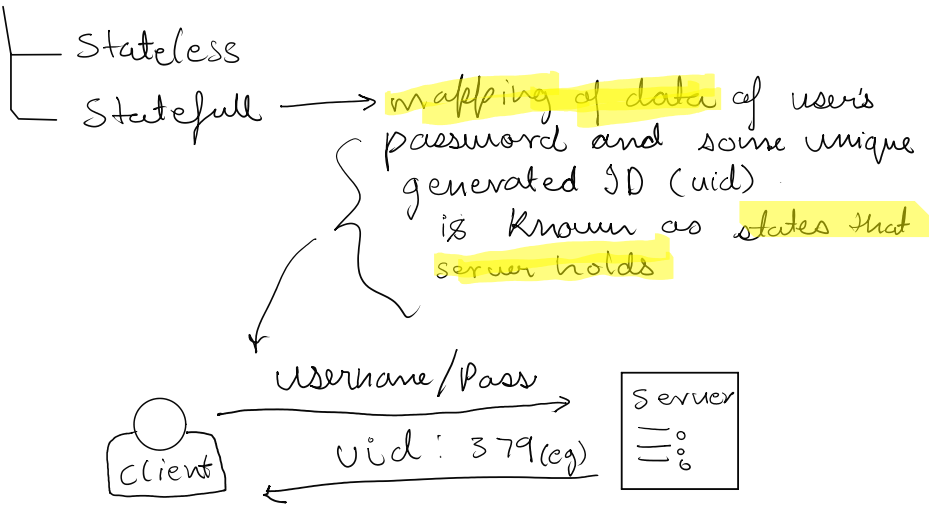 Stateless
Statefull
mapping of data of user's
password and some unique
generated ID (uid)
is known as states that
server holds
Username/Pass
Server
uid: 379(eg)
client